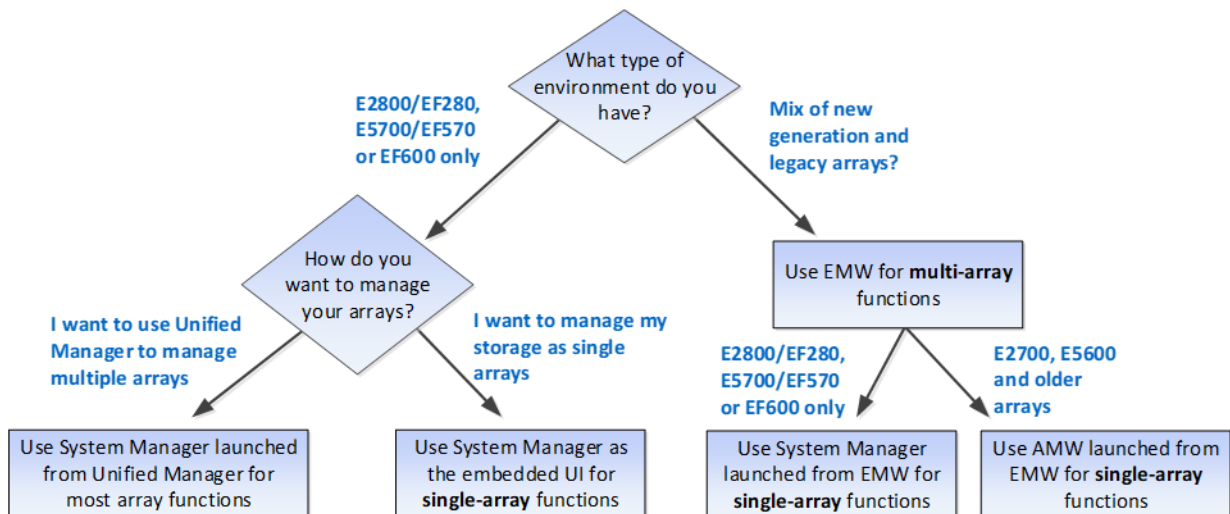 What type of
environment do you
have?
E2800/EF280,
E5700/EF570
or EF600 only
Mix of new
generation and
legacy arrays?
How do you
want to manage
your arrays?
Use EMW for multi-array
functions
I want to use Unified
Manager to manage
multiple arrays
I want to manage my
storage as single
arrays
E2800/EF280,
E5700/EF570
or EF600 only
E2700, E5600
and older
arrays
Use System Manager launched
from Unified Manager for
most array functions
Use System Manager as
the embedded UI for
single-array functions
Use System Manager
launched from EMW for
single-array functions
Use AMW launched from
EMW for single-array
functions